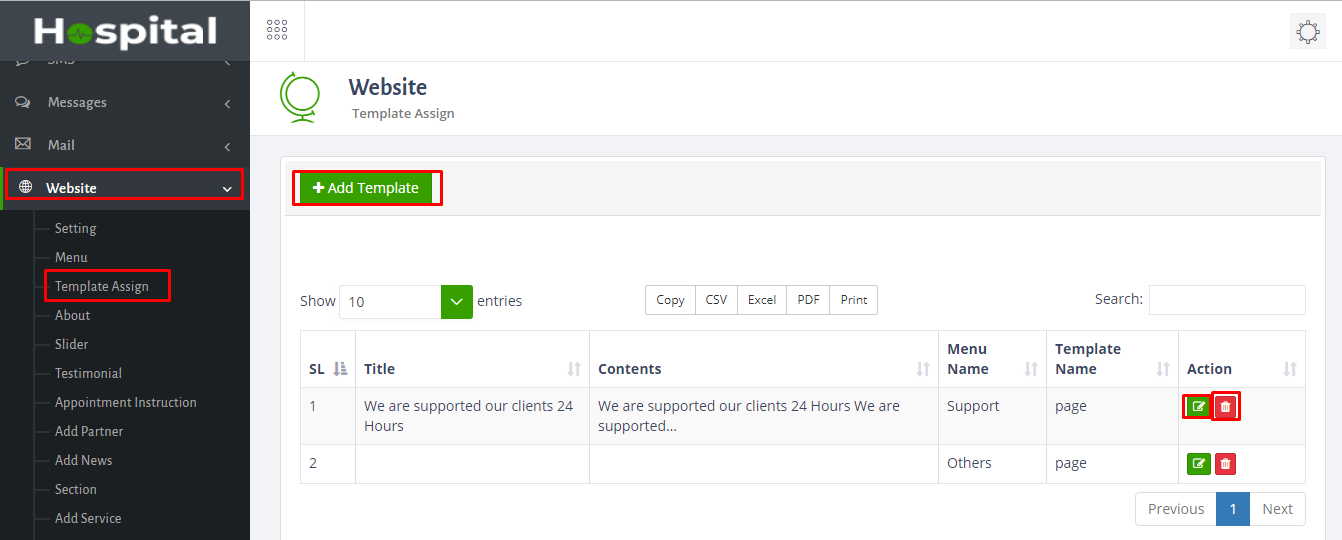 Hospital
SMS
Messages
Mail
Website
Setting
Menu
Template Assign
About
Slider
Testimonial
Appointment Instruction
Add Partner
Add News
Section
Add Service
Website
Template Assign
Add Template
Show 10 entries
Copy CSV Excel PDF Print
Search:
SL Title Contents Menu Name Template Name Action
1 We are supported our clients 24 Hours We are supported our clients 24 Hours We are supported... Support page
2 Others page
Previous 1 Next